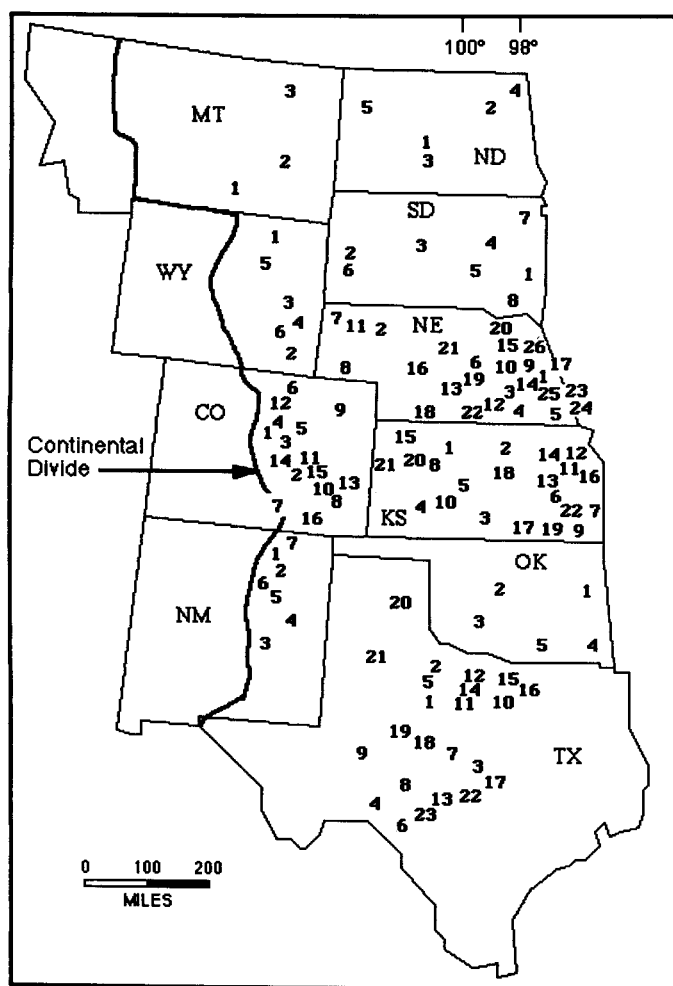 100° 98°
3 4
MT 5 2
1
2 3 ND
1
SD 7
1 2 3 4
WY 5 6 5 1
3 8
7 11 2 NE 20
6 4 21 15 26
2 8 16 6 10 9 17
19 14 1
6 13 3 25 23
12 9 18 22 12 4 5 24
CO 4 5
1 3 15 1 2 14 12
Continental 14 11 21 20 8 18 11
Divide 2 15 13 16
10 13 5 6
8 4 10 22 7
7 16 KS 3 17 19 9
7
1 OK
2
6 2 1
5 20
NM 4 3
3 5 4
21 2 12 15
5 14 16
1 11 10
19
18
9 7 TX
3
8 17
4 13 22
23
6
0 100 200
MILES